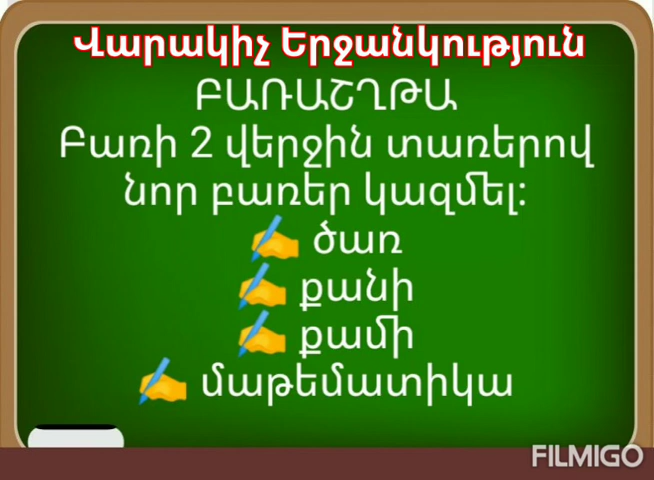 Վարակիչ Երջանկություն
ԲԱՌԱՇՂԹԱ
Բառի 2 վերջին տառերով
նոր բառեր կազմել:
✍ ծառ
✍ քանի
✍ քամի
✍ մաթեմատիկա
FILMIGO